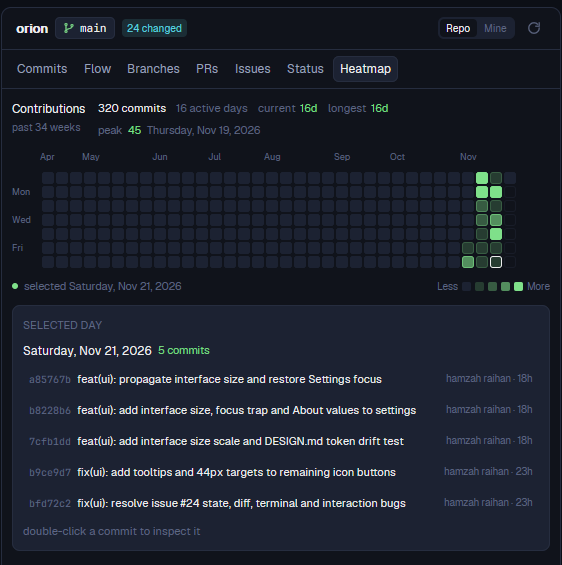 orion main 24 changed Repo Mine
Commits Flow Branches PRs Issues Status Heatmap
Contributions 320 commits 16 active days current 16d longest 16d
past 34 weeks peak 45 Thursday, Nov 19, 2026
Apr May Jun Jul Aug Sep Oct Nov
Mon
Wed
Fri
selected Saturday, Nov 21, 2026 Less More
SELECTED DAY
Saturday, Nov 21, 2026 5 commits
a85767b feat(ui): propagate interface size and restore Settings focus hamzah raihan · 18h
b8228b6 feat(ui): add interface size, focus trap and About values to settings hamzah raihan · 18h
7cfb1dd feat(ui): add interface size scale and DESIGN.md token drift test hamzah raihan · 18h
b9ce9d7 fix(ui): add tooltips and 44px targets to remaining icon buttons hamzah raihan · 23h
bfd72c2 fix(ui): resolve issue #24 state, diff, terminal and interaction bugs hamzah raihan · 23h
double-click a commit to inspect it